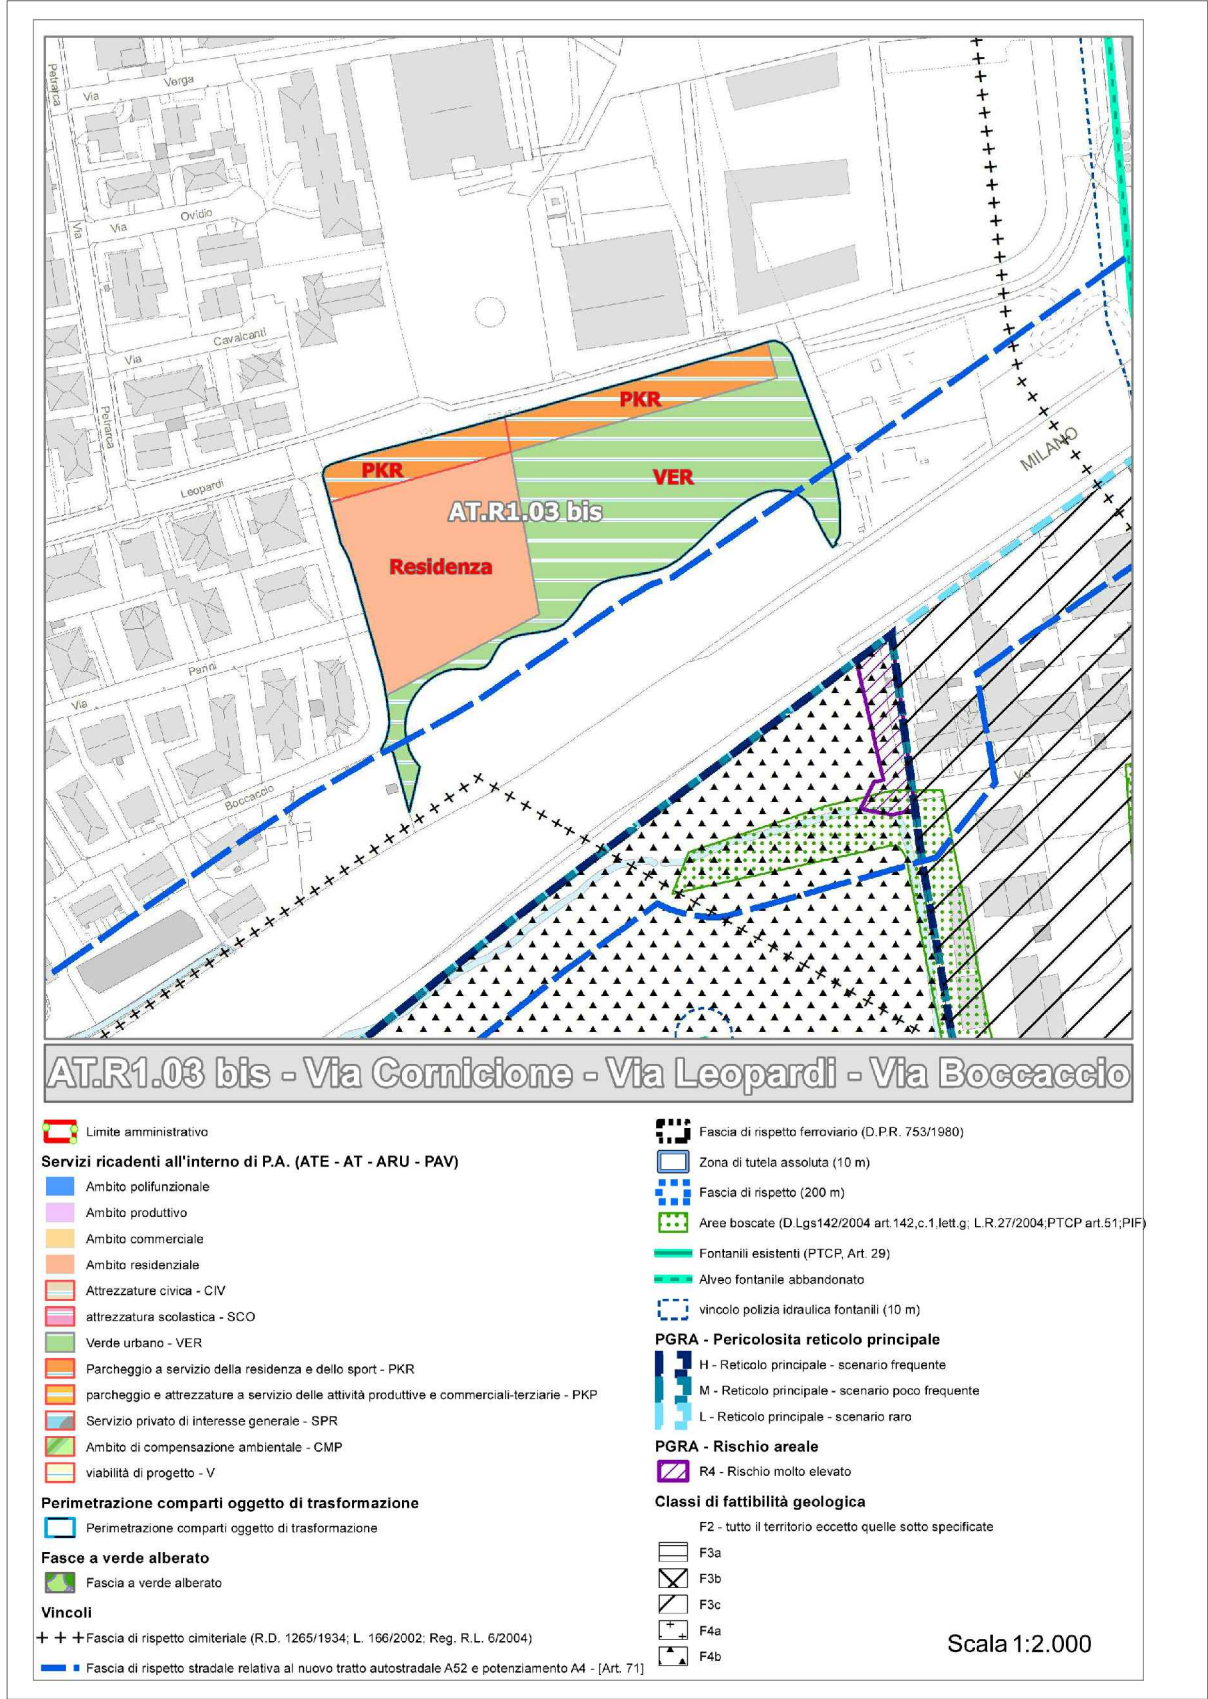 Petrarca
Via
Verga
Via
Ovidio
Via
Via
Cavalcanti
Petrarca
Leopardi
PKR
PKR
VER
AT.R1.03 bis
Residenza
MILANO
Parini
Via
Boccaccio
Via
AT.R1.03 bis - Via Cornicione - Via Leopardi - Via Boccaccio
Limite amministrativo
Servizi ricadenti all'interno di P.A. (ATE - AT - ARU - PAV)
Ambito polifunzionale
Ambito produttivo
Ambito commerciale
Ambito residenziale
Attrezzature civica - CIV
attrezzatura scolastica - SCO
Verde urbano - VER
Parcheggio a servizio della residenza e dello sport - PKR
parcheggio e attrezzature a servizio delle attività produttive e commerciali-terziarie - PKP
Servizio privato di interesse generale - SPR
Ambito di compensazione ambientale - CMP
viabilità di progetto - V
Perimetrazione comparti oggetto di trasformazione
Perimetrazione comparti oggetto di trasformazione
Fasce a verde alberato
Fascia a verde alberato
Vincoli
Fascia di rispetto cimiteriale (R.D. 1265/1934; L. 166/2002; Reg. R.L. 6/2004)
Fascia di rispetto stradale relativa al nuovo tratto autostradale A52 e potenziamento A4 - [Art. 71]
Fascia di rispetto ferroviario (D.P.R. 753/1980)
Zona di tutela assoluta (10 m)
Fascia di rispetto (200 m)
Aree boscate (D.Lgs142/2004 art.142,c.1,lett.g; L.R.27/2004;PTCP art.51;PIF)
Fontanili esistenti (PTCP, Art. 29)
Alveo fontanile abbandonato
vincolo polizia idraulica fontanili (10 m)
PGRA - Pericolosita reticolo principale
H - Reticolo principale - scenario frequente
M - Reticolo principale - scenario poco frequente
L - Reticolo principale - scenario raro
PGRA - Rischio areale
R4 - Rischio molto elevato
Classi di fattibilità geologica
F2 - tutto il territorio eccetto quelle sotto specificate
F3a
F3b
F3c
F4a
F4b
Scala 1:2.000